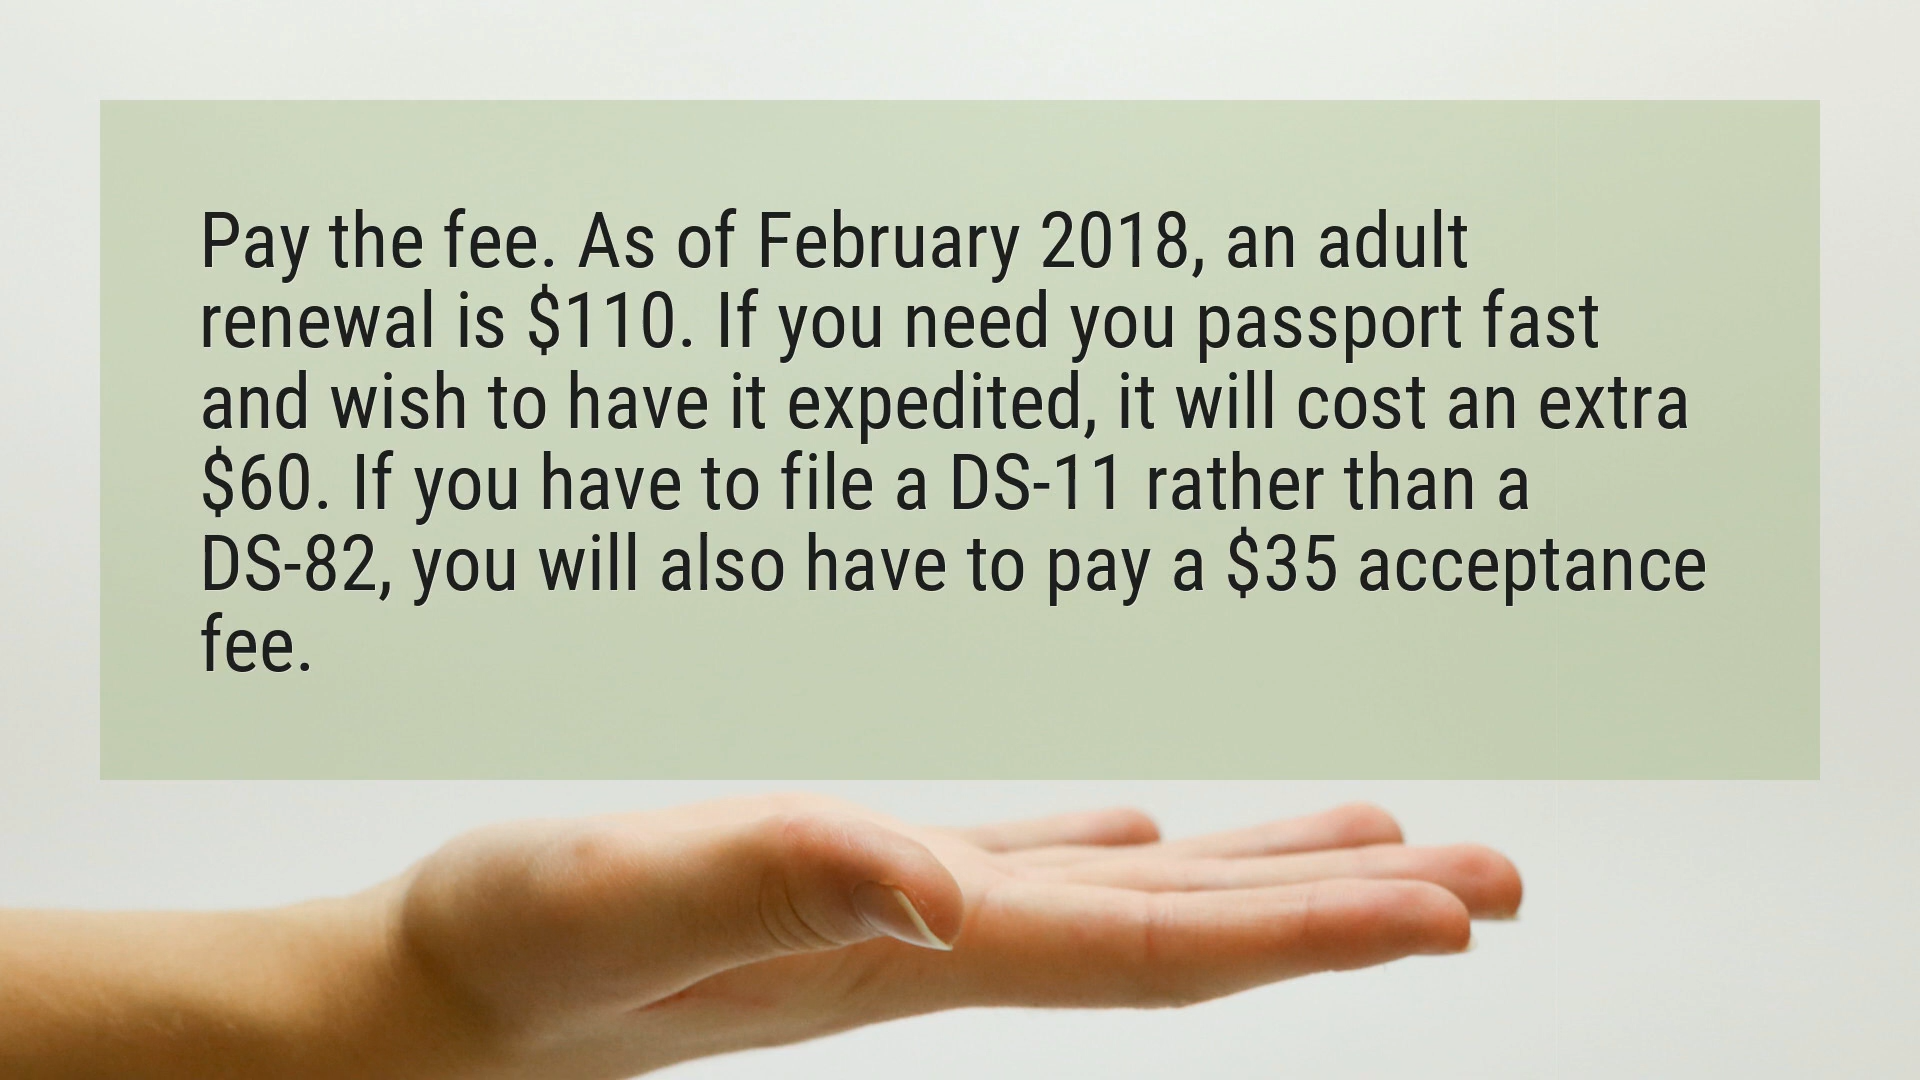 Pay the fee. As of February 2018, an adult
renewal is $110. If you need you passport fast
and wish to have it expedited, it will cost an extra
$60. If you have to file a DS-11 rather than a
DS-82, you will also have to pay a $35 acceptance
fee.